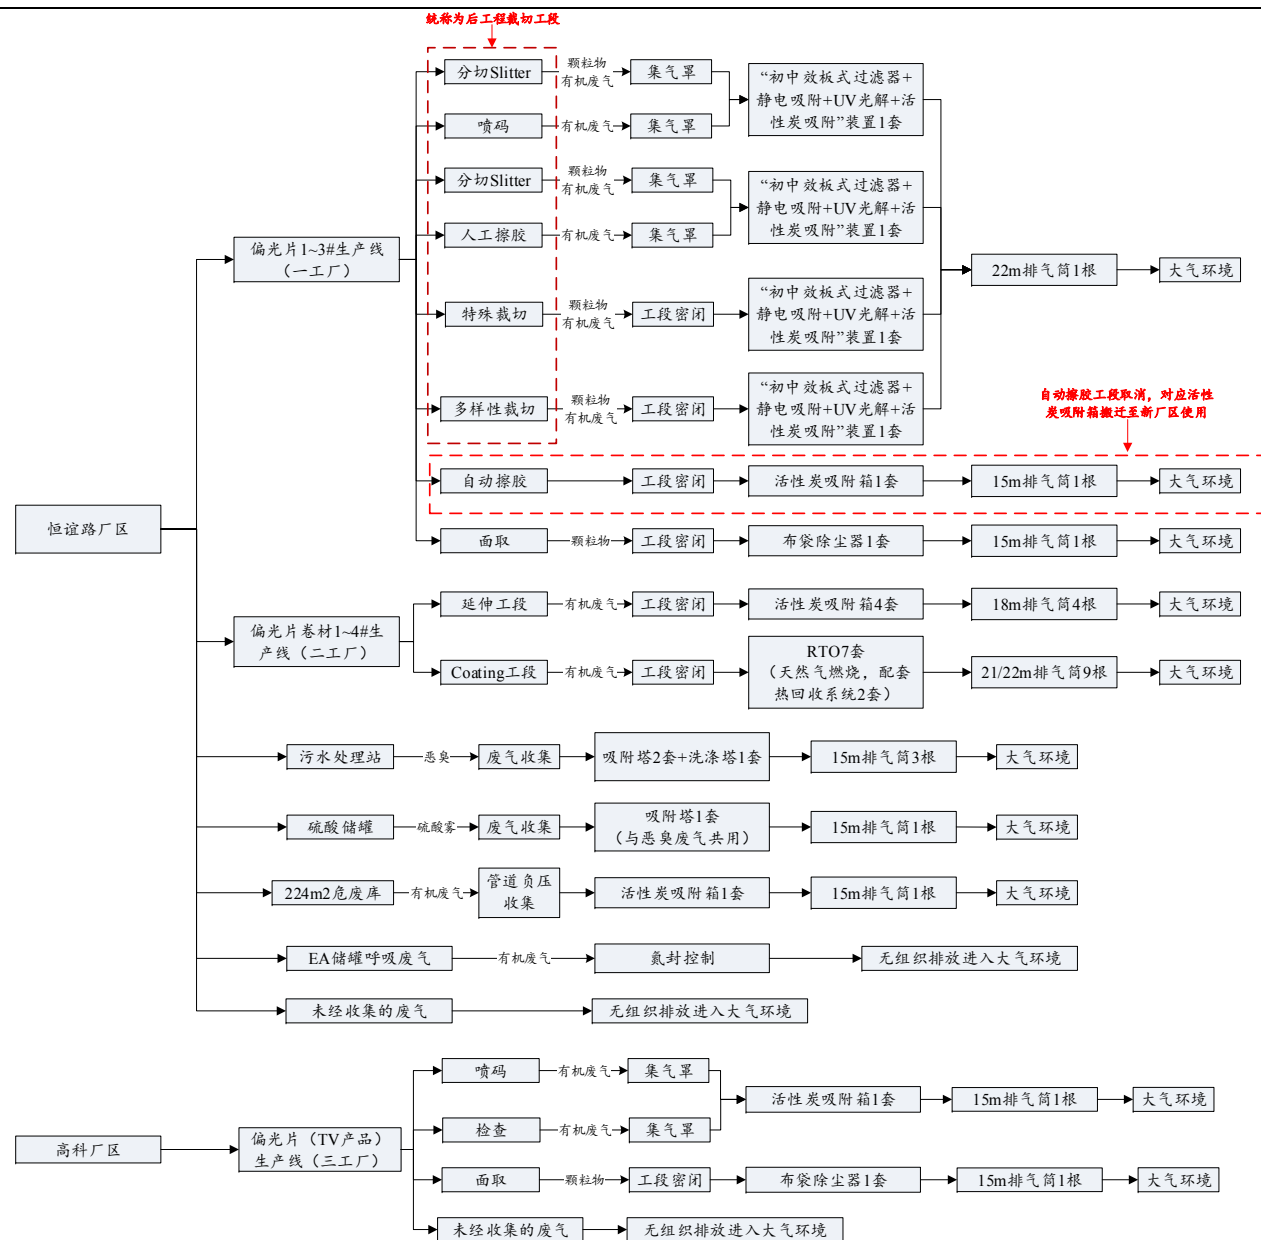 统称为后工程裁切工段
分切Slitter
颗粒物
有机废气
集气罩
喷码
有机废气
集气罩
“初中效板式过滤器+
静电吸附+UV光解+活
性炭吸附”装置1套
分切Slitter
颗粒物
有机废气
集气罩
人工擦胶
有机废气
集气罩
“初中效板式过滤器+
静电吸附+UV光解+活
性炭吸附”装置1套
偏光片1~3#生产线
（一工厂）
22m排气筒1根
大气环境
特殊裁切
颗粒物
有机废气
工段密闭
“初中效板式过滤器+
静电吸附+UV光解+活
性炭吸附”装置1套
多样性裁切
颗粒物
有机废气
工段密闭
“初中效板式过滤器+
静电吸附+UV光解+活
性炭吸附”装置1套
自动擦胶工段取消，对应活性
炭吸附箱搬迁至新厂区使用
自动擦胶
工段密闭
活性炭吸附箱1套
15m排气筒1根
大气环境
恒谊路厂区
面取
颗粒物
工段密闭
布袋除尘器1套
15m排气筒1根
大气环境
偏光片卷材1~4#生
产线（二工厂）
延伸工段
有机废气
工段密闭
活性炭吸附箱4套
18m排气筒4根
大气环境
Coating工段
有机废气
工段密闭
RTO7套
（天然气燃烧，配套
热回收系统2套）
21/22m排气筒9根
大气环境
污水处理站
恶臭
废气收集
吸附塔2套+洗涤塔1套
15m排气筒3根
大气环境
硫酸储罐
硫酸雾
废气收集
吸附塔1套
（与恶臭废气共用）
15m排气筒1根
大气环境
224m2危废库
有机废气
管道负压
收集
活性炭吸附箱1套
15m排气筒1根
大气环境
EA储罐呼吸废气
有机废气
氮封控制
无组织排放进入大气环境
未经收集的废气
无组织排放进入大气环境
高科厂区
偏光片（TV产品）
生产线（三工厂）
喷码
有机废气
集气罩
检查
有机废气
集气罩
活性炭吸附箱1套
15m排气筒1根
大气环境
面取
颗粒物
工段密闭
布袋除尘器1套
15m排气筒1根
大气环境
未经收集的废气
无组织排放进入大气环境